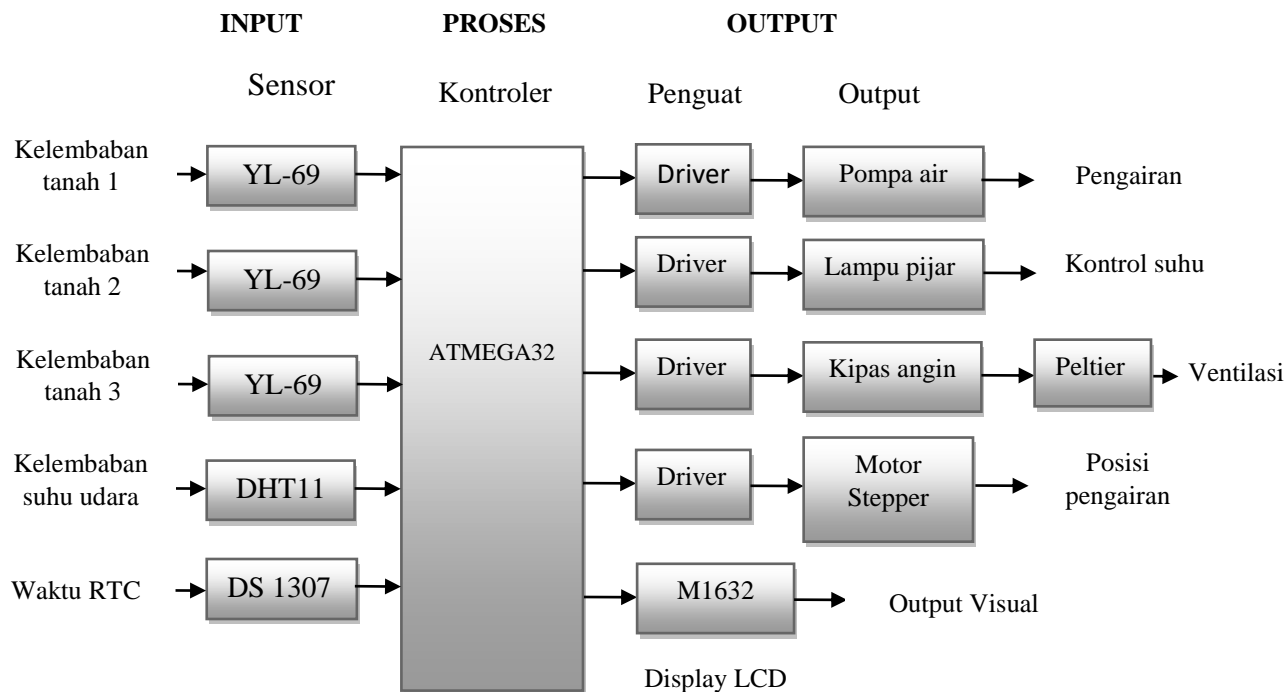 INPUT PROSES OUTPUT
Sensor Kontroler Penguat Output
Kelembaban
tanah 1
YL-69
Driver
Pompa air
Pengairan
Kelembaban
tanah 2
YL-69
Driver
Lampu pijar
Kontrol suhu
Kelembaban
tanah 3
YL-69
ATMEGA32
Driver
Kipas angin
Peltier
Ventilasi
Kelembaban
suhu udara
DHT11
Driver
Motor
Stepper
Posisi
pengairan
Waktu RTC
DS 1307
M1632
Output Visual
Display LCD